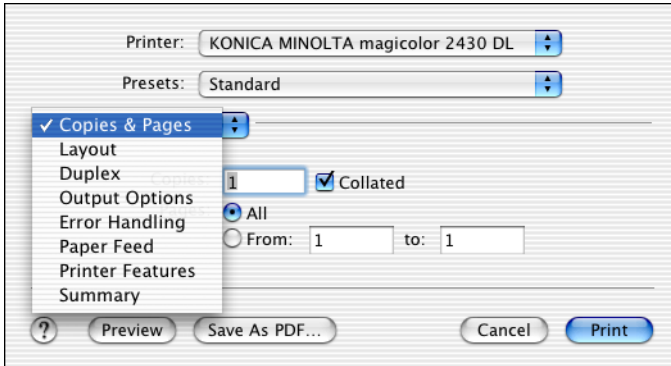 Printer: KONICA MINOLTA magicolor 2430 DL
Presets: Standard
✓ Copies & Pages
Layout
Duplex
Copies: 1 Collated
Output Options
All
Error Handling
From: 1 to: 1
Paper Feed
Printer Features
Summary
? Preview Save As PDF... Cancel Print